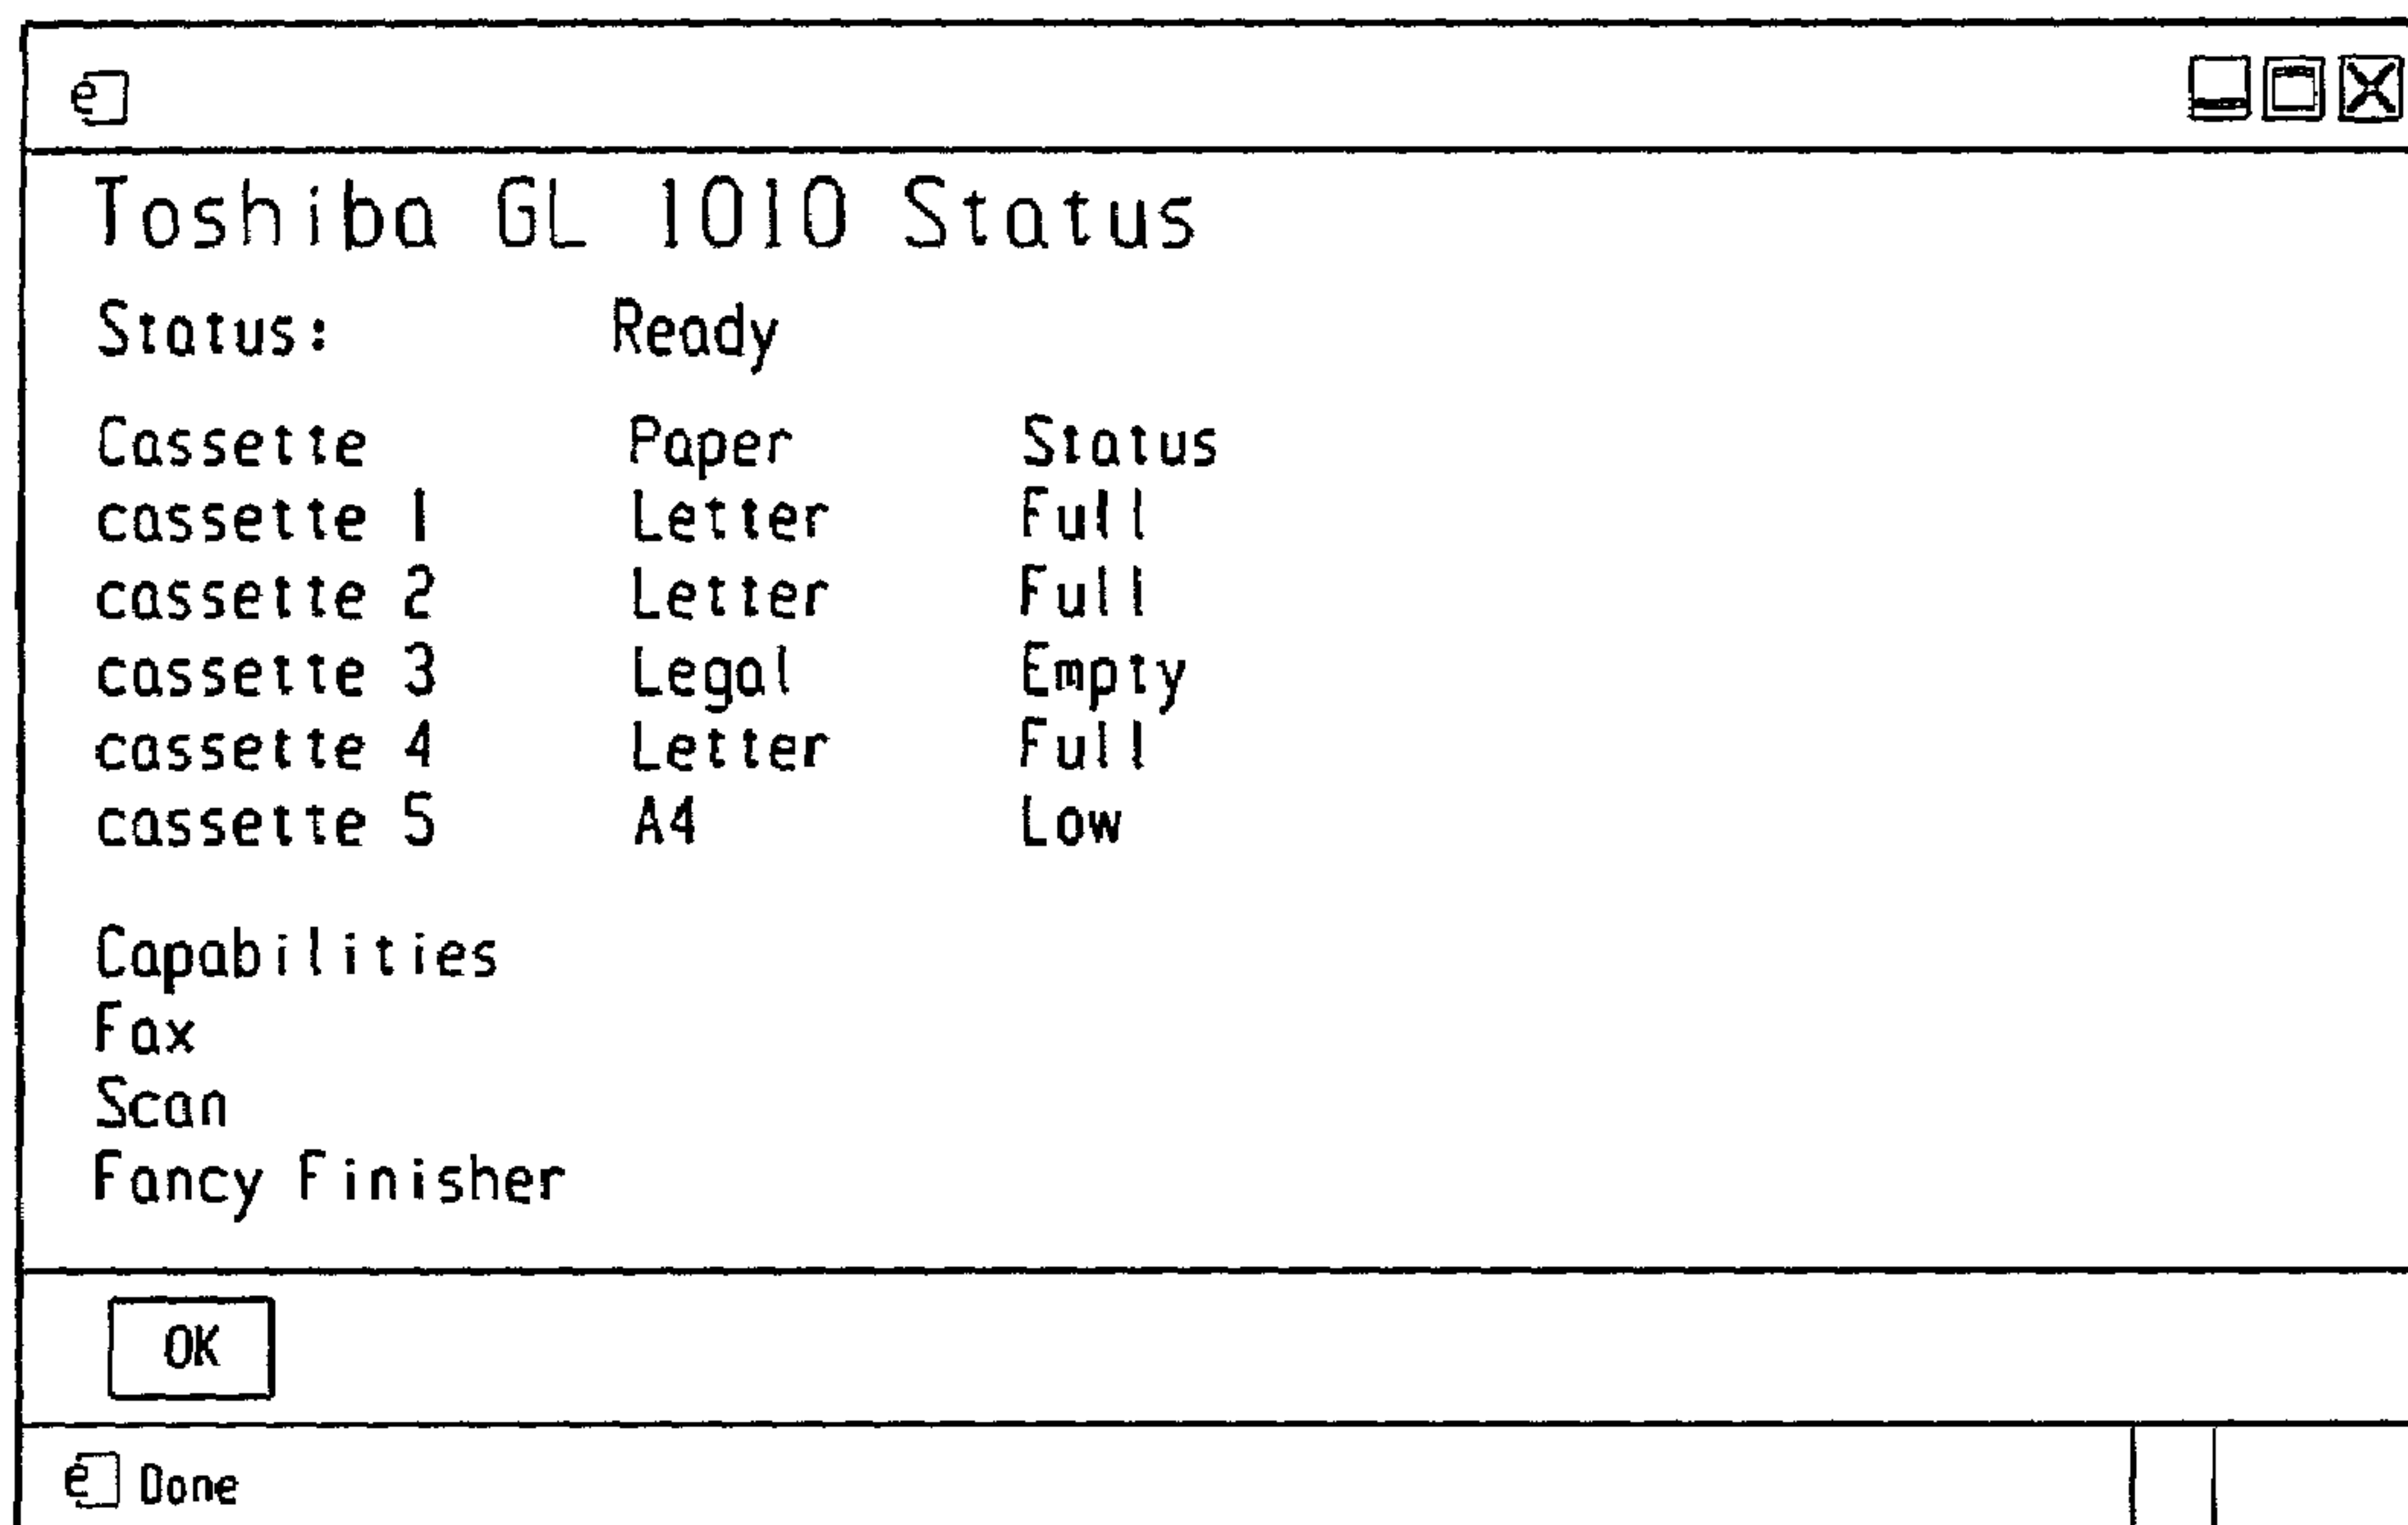 Toshiba GL 1010 Status
Status: Ready
Cassette Paper Status
cassette 1 Letter Full
cassette 2 Letter Full
cassette 3 Legal Empty
cassette 4 Letter Full
cassette 5 A4 Low
Capabilities
Fax
Scan
Fancy Finisher
OK
e Done